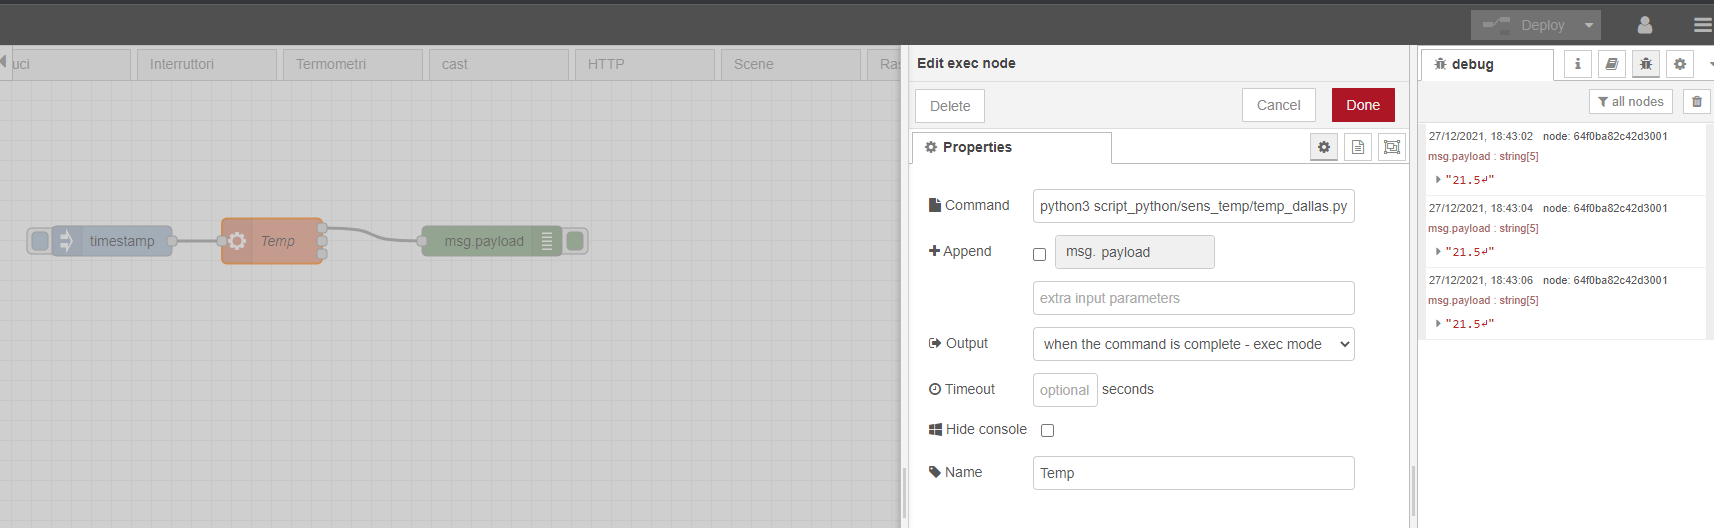 Deploy
uci
Interruttori
Termometri
cast
HTTP
Scene
Ras
timestamp
Temp
msg.payload
Edit exec node
Delete
Cancel
Done
Properties
Command
python3 script_python/sens_temp/temp_dallas.py
Append
msg. payload
extra input parameters
Output
when the command is complete - exec mode
Timeout
optional
seconds
Hide console
Name
Temp
debug
i
all nodes
27/12/2021, 18:43:02 node: 64f0ba82c42d3001
msg.payload : string[5]
"21.5↵"
27/12/2021, 18:43:04 node: 64f0ba82c42d3001
msg.payload : string[5]
"21.5↵"
27/12/2021, 18:43:06 node: 64f0ba82c42d3001
msg.payload : string[5]
"21.5↵"